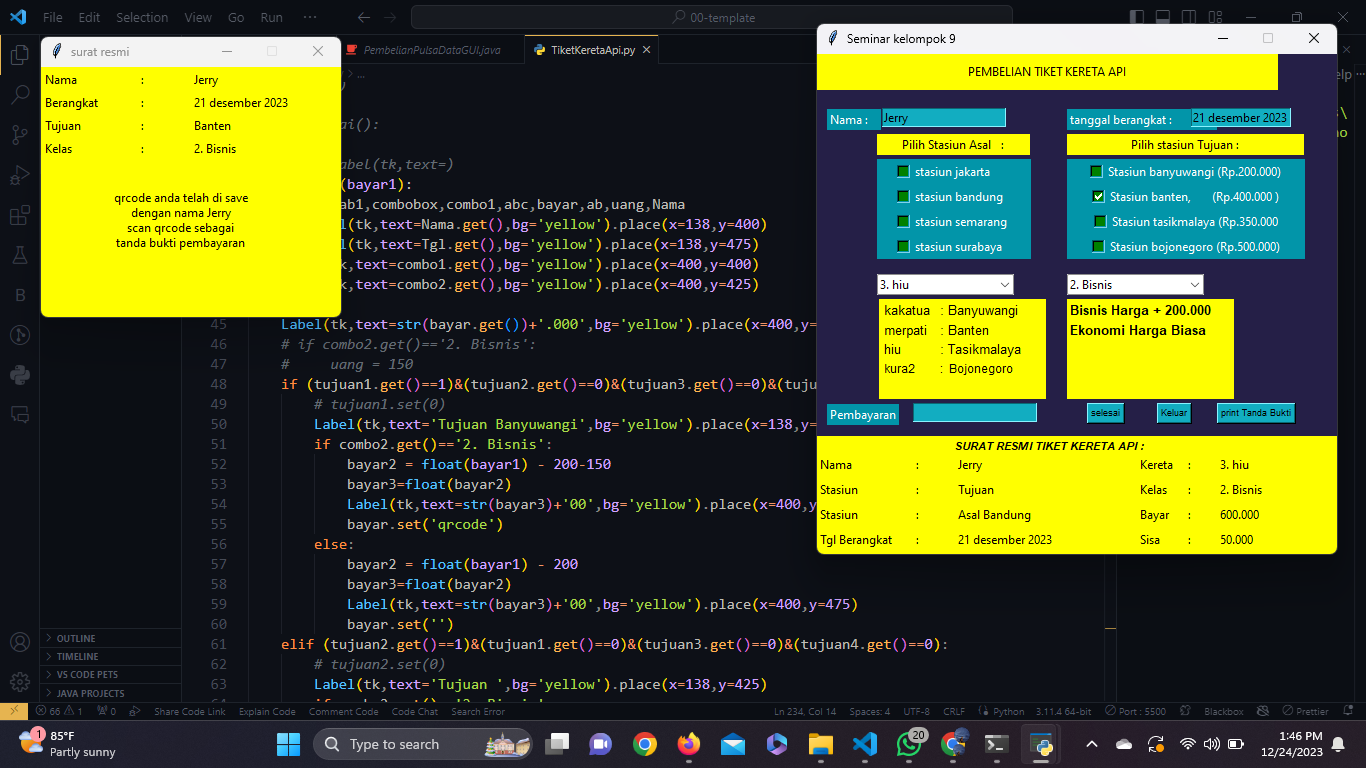 File Edit Selection View Go Run ··· 00-template
surat resmi
Nama : Jerry
Berangkat : 21 desember 2023
Tujuan : Banten
Kelas : 2. Bisnis
qrcode anda telah di save
dengan nama Jerry
scan qrcode sebagai
tanda bukti pembayaran
PembelianPulsaDataGUI.java TiketKeretaApi.py
ai():
abel(tk,text=)
(bayar1):
ab1,combobox,combo1,abc,bayar,ab,uang,Nama
l(tk,text=Nama.get(),bg='yellow').place(x=138,y=400)
l(tk,text=Tgl.get(),bg='yellow').place(x=138,y=475)
k,text=combo1.get(),bg='yellow').place(x=400,y=400)
k,text=combo2.get(),bg='yellow').place(x=400,y=425)
45 Label(tk,text=str(bayar.get())+'.000',bg='yellow').place(x=400,y=
46 # if combo2.get()=='2. Bisnis':
47 #     uang = 150
48 if (tujuan1.get()==1)&(tujuan2.get()==0)&(tujuan3.get()==0)&(tuju
49 # tujuan1.set(0)
50 Label(tk,text='Tujuan Banyuwangi',bg='yellow').place(x=138,y=
51 if combo2.get()=='2. Bisnis':
52 bayar2 = float(bayar1) - 200-150
53 bayar3=float(bayar2)
54 Label(tk,text=str(bayar3)+'00',bg='yellow').place(x=400,y
55 bayar.set('qrcode')
56 else:
57 bayar2 = float(bayar1) - 200
58 bayar3=float(bayar2)
59 Label(tk,text=str(bayar3)+'00',bg='yellow').place(x=400,y=475)
60 bayar.set('')
61 elif (tujuan2.get()==1)&(tujuan1.get()==0)&(tujuan3.get()==0)&(tujuan4.get()==0):
62 # tujuan2.set(0)
63 Label(tk,text='Tujuan ',bg='yellow').place(x=138,y=425)
Seminar kelompok 9
PEMBELIAN TIKET KERETA API
Nama : Jerry tanggal berangkat : 21 desember 2023
Pilih Stasiun Asal : Pilih stasiun Tujuan :
stasiun jakarta Stasiun banyuwangi (Rp.200.000)
stasiun bandung Stasiun banten, (Rp.400.000 )
stasiun semarang Stasiun tasikmalaya (Rp.350.000
stasiun surabaya Stasiun bojonegoro (Rp.500.000)
3. hiu 2. Bisnis
kakatua : Banyuwangi Bisnis Harga + 200.000
merpati : Banten Ekonomi Harga Biasa
hiu : Tasikmalaya
kura2 : Bojonegoro
Pembayaran selesai Keluar print Tanda Bukti
SURAT RESMI TIKET KERETA API :
Nama : Jerry Kereta : 3. hiu
Stasiun : Tujuan Kelas : 2. Bisnis
Stasiun : Asal Bandung Bayar : 600.000
Tgl Berangkat : 21 desember 2023 Sisa : 50.000
elp ···
OUTLINE
TIMELINE
VS CODE PETS
JAVA PROJECTS
66 1 0 Share Code Link Explain Code Comment Code Code Chat Search Error Ln 234, Col 14 Spaces: 4 UTF-8 CRLF Python 3.11.4 64-bit Port : 5500 Blackbox Prettier
1 85°F
Partly sunny
Type to search
20
1:46 PM
12/24/2023